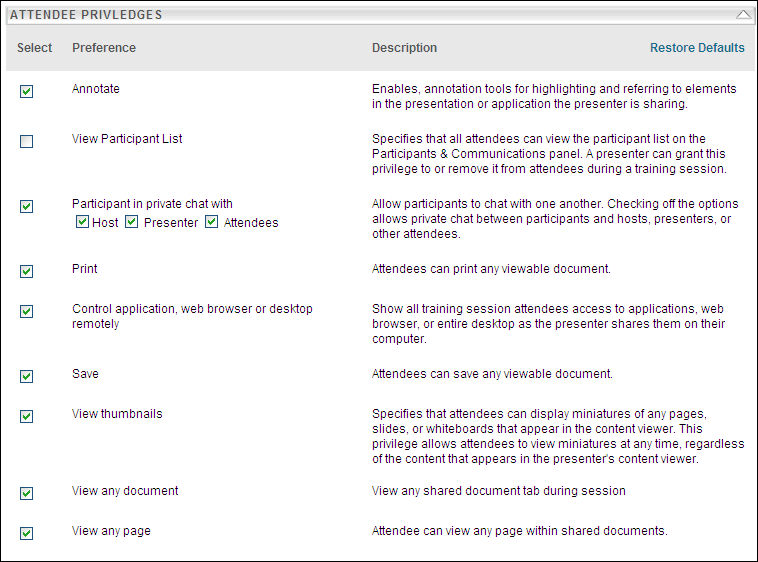 ATTENDEE PRIVLEDGES
Select Preference Description Restore Defaults
Annotate
Enables, annotation tools for highlighting and referring to elements
in the presentation or application the presenter is sharing.
View Participant List
Specifies that all attendees can view the participant list on the
Participants & Communications panel. A presenter can grant this
privilege to or remove it from attendees during a training session.
Participant in private chat with
Host Presenter Attendees
Allow participants to chat with one another. Checking off the options
allows private chat between participants and hosts, presenters, or
other attendees.
Print
Attendees can print any viewable document.
Control application, web browser or desktop
remotely
Show all training session attendees access to applications, web
browser, or entire desktop as the presenter shares them on their
computer.
Save
Attendees can save any viewable document.
View thumbnails
Specifies that attendees can display miniatures of any pages,
slides, or whiteboards that appear in the content viewer. This
privilege allows attendees to view miniatures at any time, regardless
of the content that appears in the presenter's content viewer.
View any document
View any shared document tab during session
View any page
Attendee can view any page within shared documents.